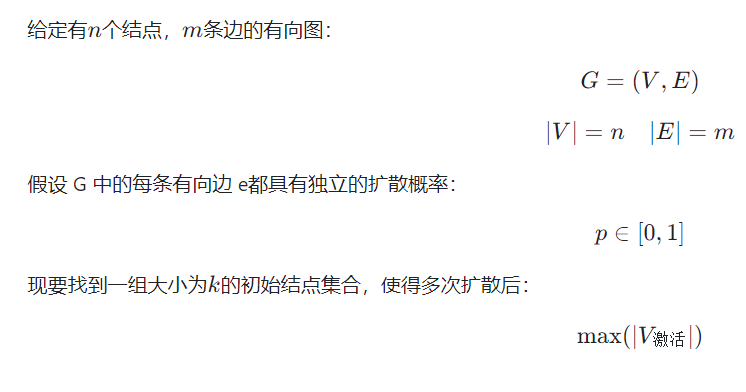 给定有n个结点，m条边的有向图：
G = (V, E)
|V| = n |E| = m
假设 G 中的每条有向边 e都具有独立的扩散概率：
p ∈ [0, 1]
现要找到一组大小为k的初始结点集合，使得多次扩散后：
max(|V激活|)